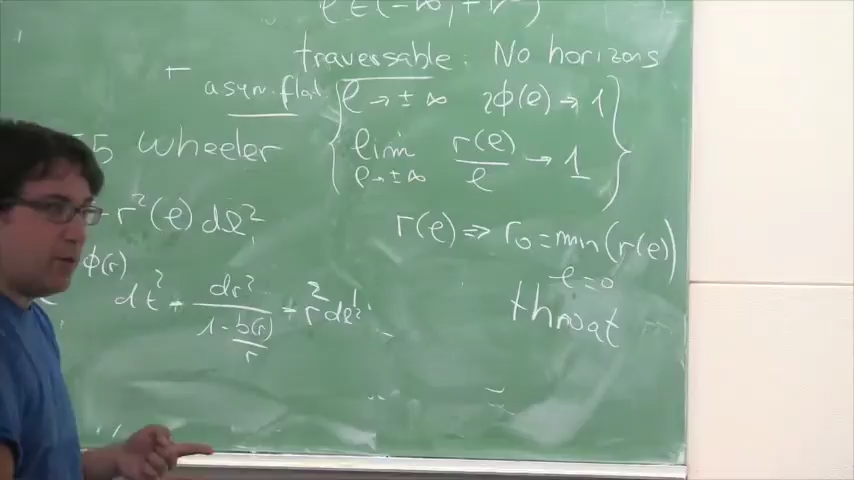 ℓ ∈ (-∞, +∞)
traversable: No horizons
asym. flat { ℓ → ±∞ 2ϕ(ℓ) → 1
lim ℓ→±∞ r(ℓ)/ℓ → 1 }
55 wheeler
- r²(ℓ) dΩ²
r(ℓ) ⇒ r₀ = min(r(ℓ))
ℓ=0
throat
ϕ(r) dt² - dr²/(1 - b(r)/r) - r² dΩ²